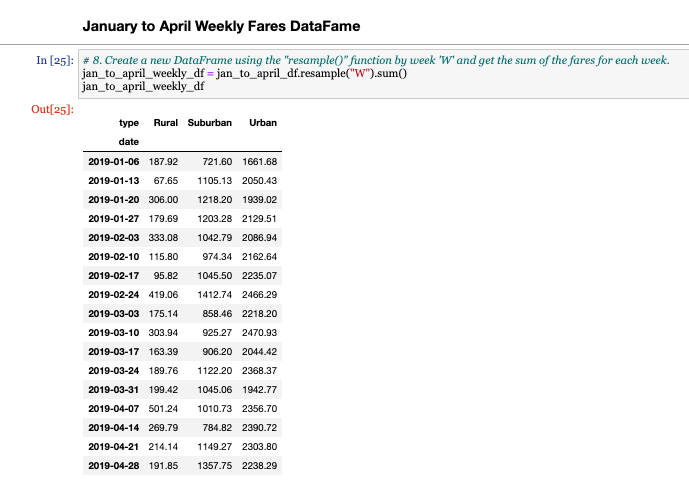 January to April Weekly Fares DataFame
In [25]: # 8. Create a new DataFrame using the "resample()" function by week 'W' and get the sum of the fares for each week.
jan_to_april_weekly_df = jan_to_april_df.resample("W").sum()
jan_to_april_weekly_df
Out[25]:
type Rural Suburban Urban
date
2019-01-06 187.92 721.60 1661.68
2019-01-13 67.65 1105.13 2050.43
2019-01-20 306.00 1218.20 1939.02
2019-01-27 179.69 1203.28 2129.51
2019-02-03 333.08 1042.79 2086.94
2019-02-10 115.80 974.34 2162.64
2019-02-17 95.82 1045.50 2235.07
2019-02-24 419.06 1412.74 2466.29
2019-03-03 175.14 858.46 2218.20
2019-03-10 303.94 925.27 2470.93
2019-03-17 163.39 906.20 2044.42
2019-03-24 189.76 1122.20 2368.37
2019-03-31 199.42 1045.06 1942.77
2019-04-07 501.24 1010.73 2356.70
2019-04-14 269.79 784.82 2390.72
2019-04-21 214.14 1149.27 2303.80
2019-04-28 191.85 1357.75 2238.29